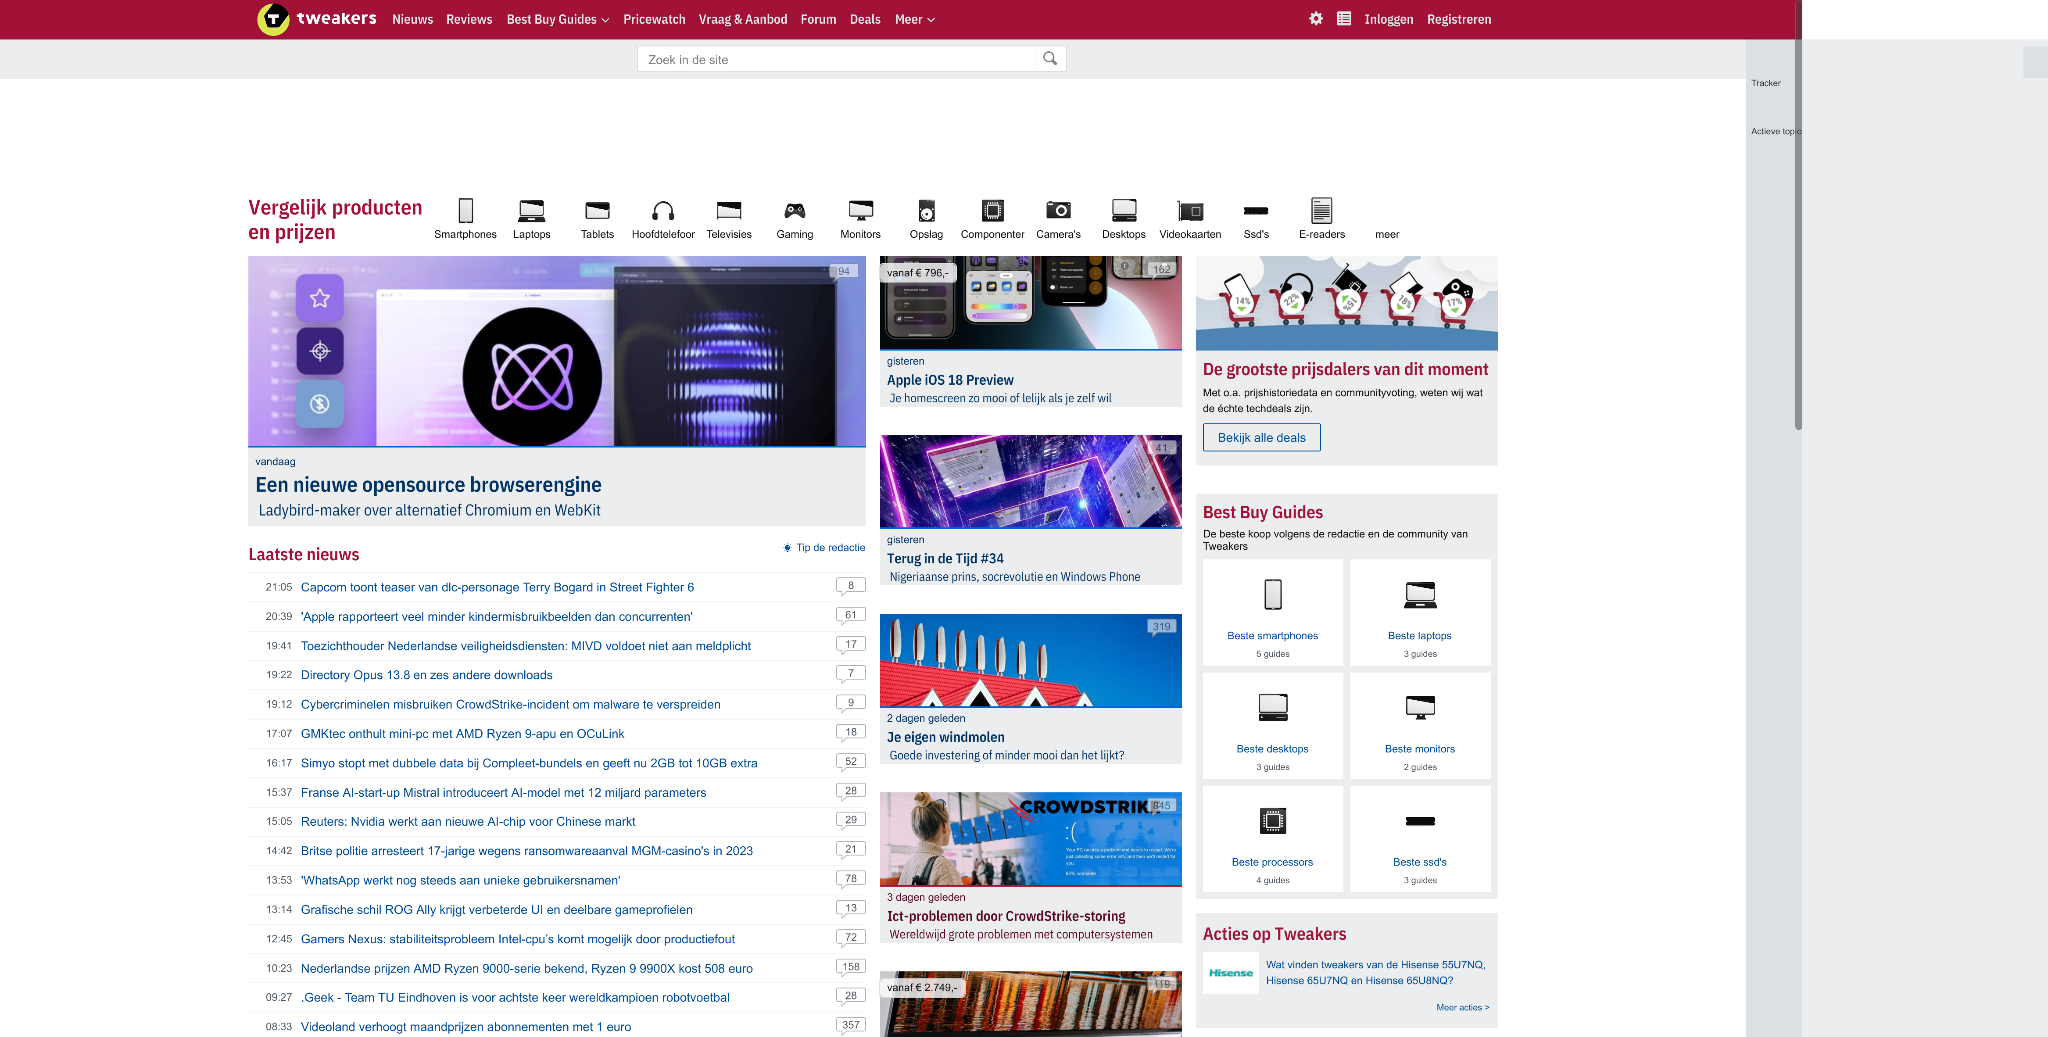 tweakers
Nieuws
Reviews
Best Buy Guides
Pricewatch
Vraag & Aanbod
Forum
Deals
Meer
Inloggen
Registreren
Zoek in de site
Tracker
Actieve topic
Vergelijk producten
en prijzen
Smartphones
Laptops
Tablets
Hoofdtelefoor
Televisies
Gaming
Monitors
Opslag
Componenter
Camera's
Desktops
Videokaarten
Ssd's
E-readers
meer
94
vandaag
Een nieuwe opensource browserengine
Ladybird-maker over alternatief Chromium en WebKit
Laatste nieuws
Tip de redactie
21:05 Capcom toont teaser van dlc-personage Terry Bogard in Street Fighter 6 8
20:39 'Apple rapporteert veel minder kindermisbruikbeelden dan concurrenten' 61
19:41 Toezichthouder Nederlandse veiligheidsdiensten: MIVD voldoet niet aan meldplicht 17
19:22 Directory Opus 13.8 en zes andere downloads 7
19:12 Cybercriminelen misbruiken CrowdStrike-incident om malware te verspreiden 9
17:07 GMKtec onthult mini-pc met AMD Ryzen 9-apu en OCuLink 18
16:17 Simyo stopt met dubbele data bij Compleet-bundels en geeft nu 2GB tot 10GB extra 52
15:37 Franse AI-start-up Mistral introduceert AI-model met 12 miljard parameters 28
15:05 Reuters: Nvidia werkt aan nieuwe AI-chip voor Chinese markt 29
14:42 Britse politie arresteert 17-jarige wegens ransomwareaanval MGM-casino's in 2023 21
13:53 'WhatsApp werkt nog steeds aan unieke gebruikersnamen' 78
13:14 Grafische schil ROG Ally krijgt verbeterde UI en deelbare gameprofielen 13
12:45 Gamers Nexus: stabiliteitsprobleem Intel-cpu's komt mogelijk door productiefout 72
10:23 Nederlandse prijzen AMD Ryzen 9000-serie bekend, Ryzen 9 9900X kost 508 euro 158
09:27 .Geek - Team TU Eindhoven is voor achtste keer wereldkampioen robotvoetbal 28
08:33 Videoland verhoogt maandprijzen abonnementen met 1 euro 357
vanaf € 796,-
162
gisteren
Apple iOS 18 Preview
Je homescreen zo mooi of lelijk als je zelf wil
41
gisteren
Terug in de Tijd #34
Nigeriaanse prins, socrevolutie en Windows Phone
319
2 dagen geleden
Je eigen windmolen
Goede investering of minder mooi dan het lijkt?
CROWDSTRIK
845
:(
3 dagen geleden
Ict-problemen door CrowdStrike-storing
Wereldwijd grote problemen met computersystemen
vanaf € 2.749,-
119
14%
22%
15%
18%
17%
De grootste prijsdalers van dit moment
Met o.a. prijshistoriedata en communityvoting, weten wij wat
de échte techdeals zijn.
Bekijk alle deals
Best Buy Guides
De beste koop volgens de redactie en de community van
Tweakers
Beste smartphones
5 guides
Beste laptops
3 guides
Beste desktops
3 guides
Beste monitors
2 guides
Beste processors
4 guides
Beste ssd's
3 guides
Acties op Tweakers
Hisense
Wat vinden tweakers van de Hisense 55U7NQ,
Hisense 65U7NQ en Hisense 65U8NQ?
Meer acties >